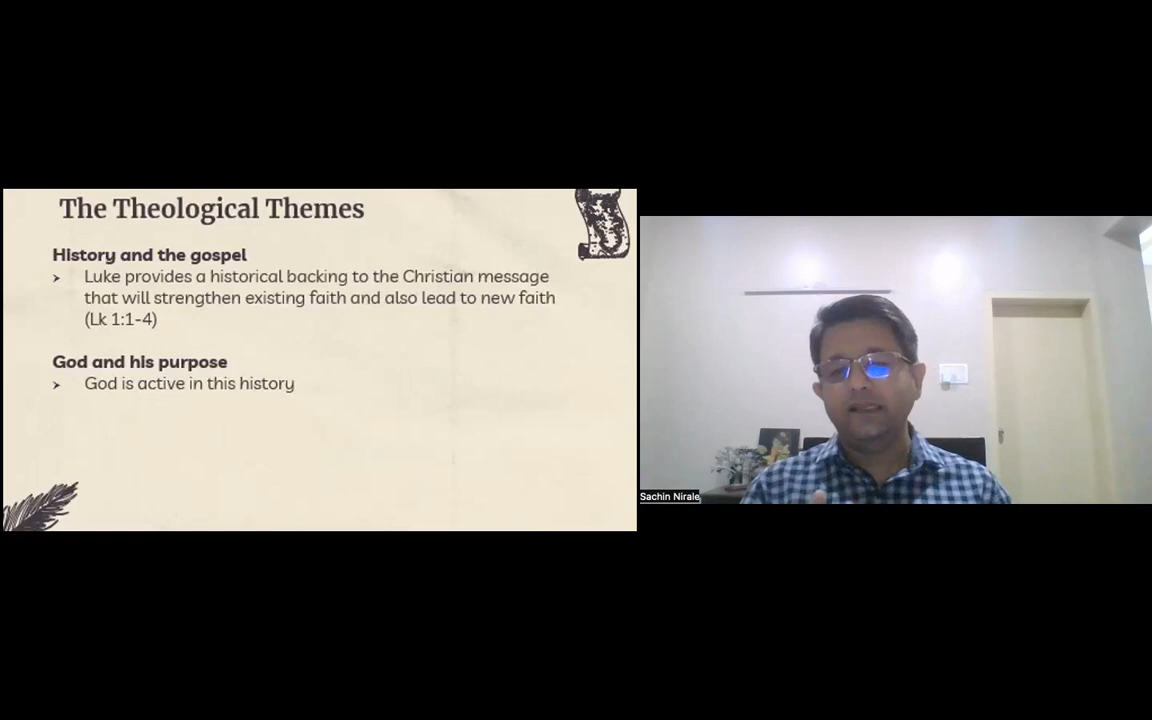 The Theological Themes
History and the gospel
➤ Luke provides a historical backing to the Christian message
that will strengthen existing faith and also lead to new faith
(Lk 1:1-4)
God and his purpose
➤ God is active in this history
Sachin Nirale